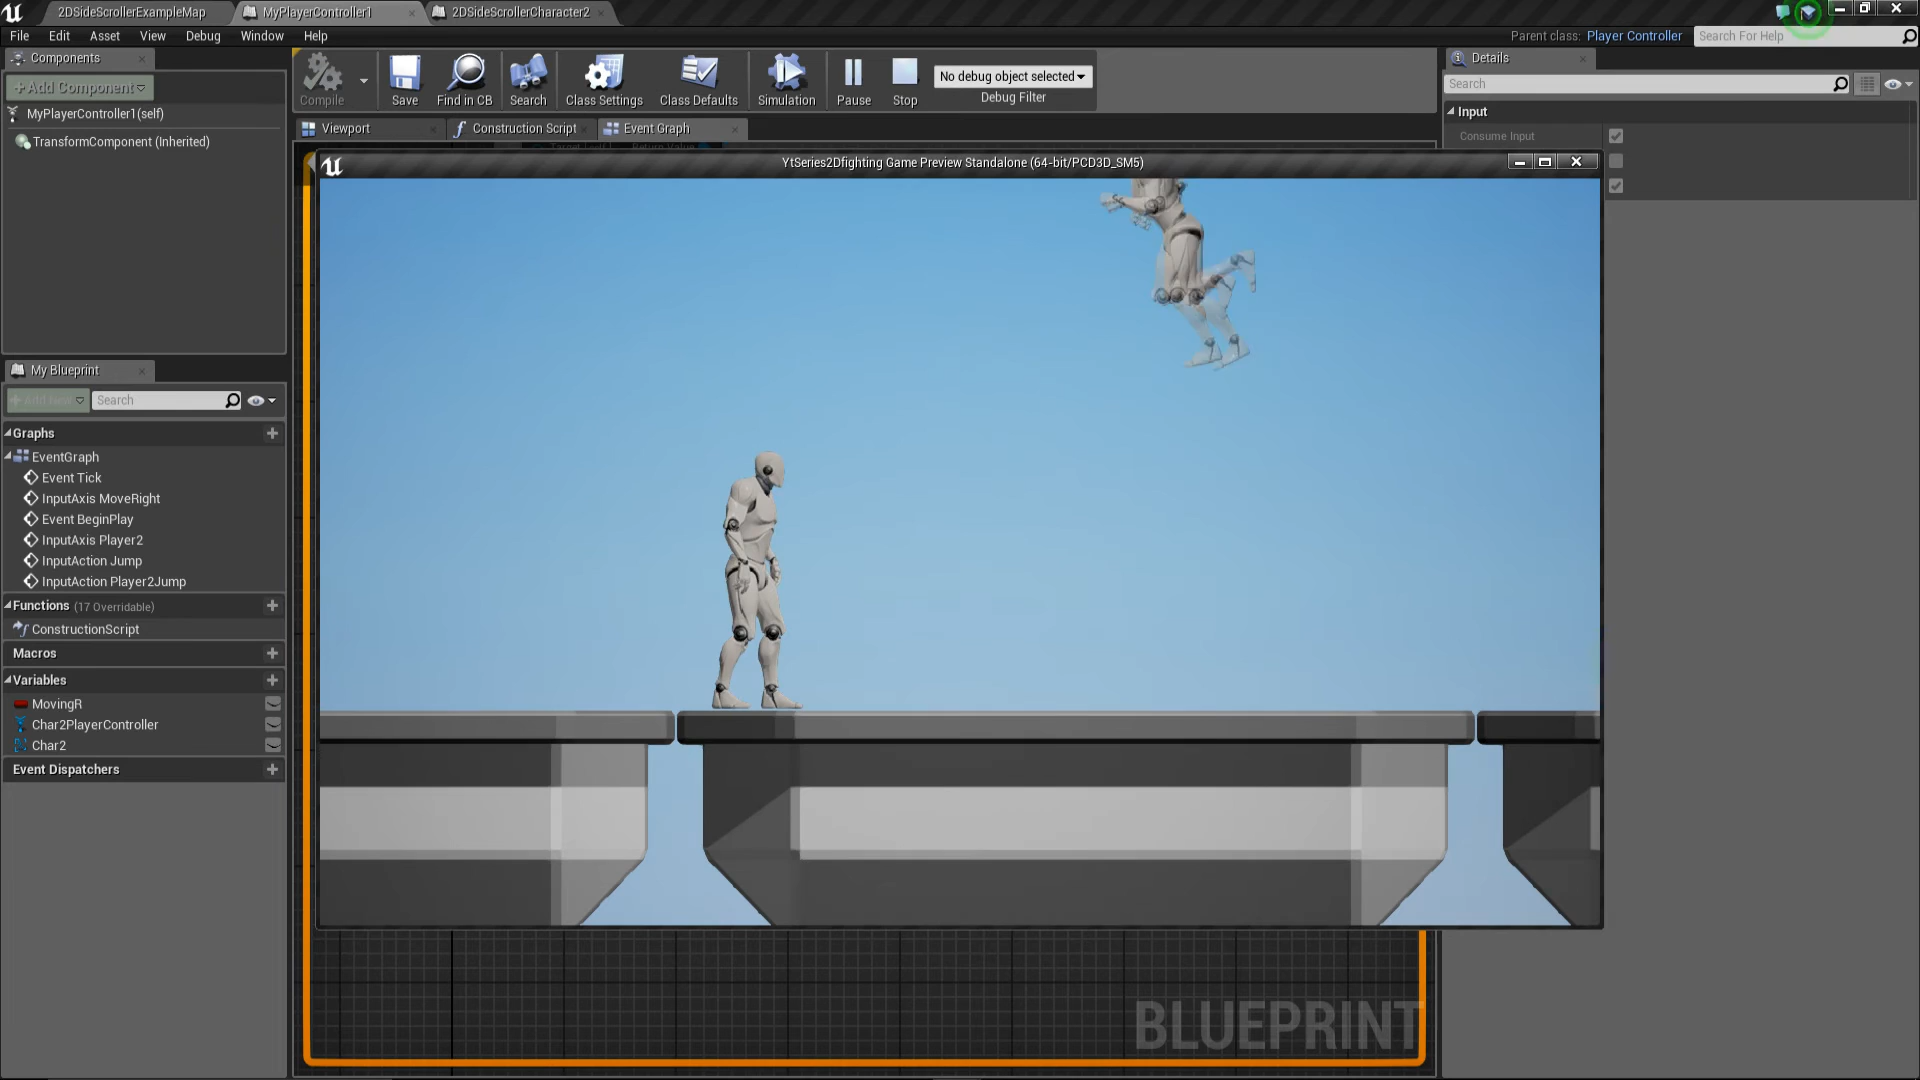 2DSideScrollerExampleMap
MyPlayerController1
2DSideScrollerCharacter2
File Edit Asset View Debug Window Help
Parent class: Player Controller
Search For Help
Components
+Add Component
MyPlayerController1(self)
TransformComponent (Inherited)
Compile
Save
Find in CB
Search
Class Settings
Class Defaults
Simulation
Pause
Stop
No debug object selected
Debug Filter
Viewport
Construction Script
Event Graph
Details
Search
Input
Consume Input
YtSeries2Dfighting Game Preview Standalone (64-bit/PCD3D_SM5)
My Blueprint
+Add New
Search
Graphs
EventGraph
Event Tick
InputAxis MoveRight
Event BeginPlay
InputAxis Player2
InputAction Jump
InputAction Player2Jump
Functions (17 Overridable)
ConstructionScript
Macros
Variables
MovingR
Char2PlayerController
Char2
Event Dispatchers
BLUEPRINT